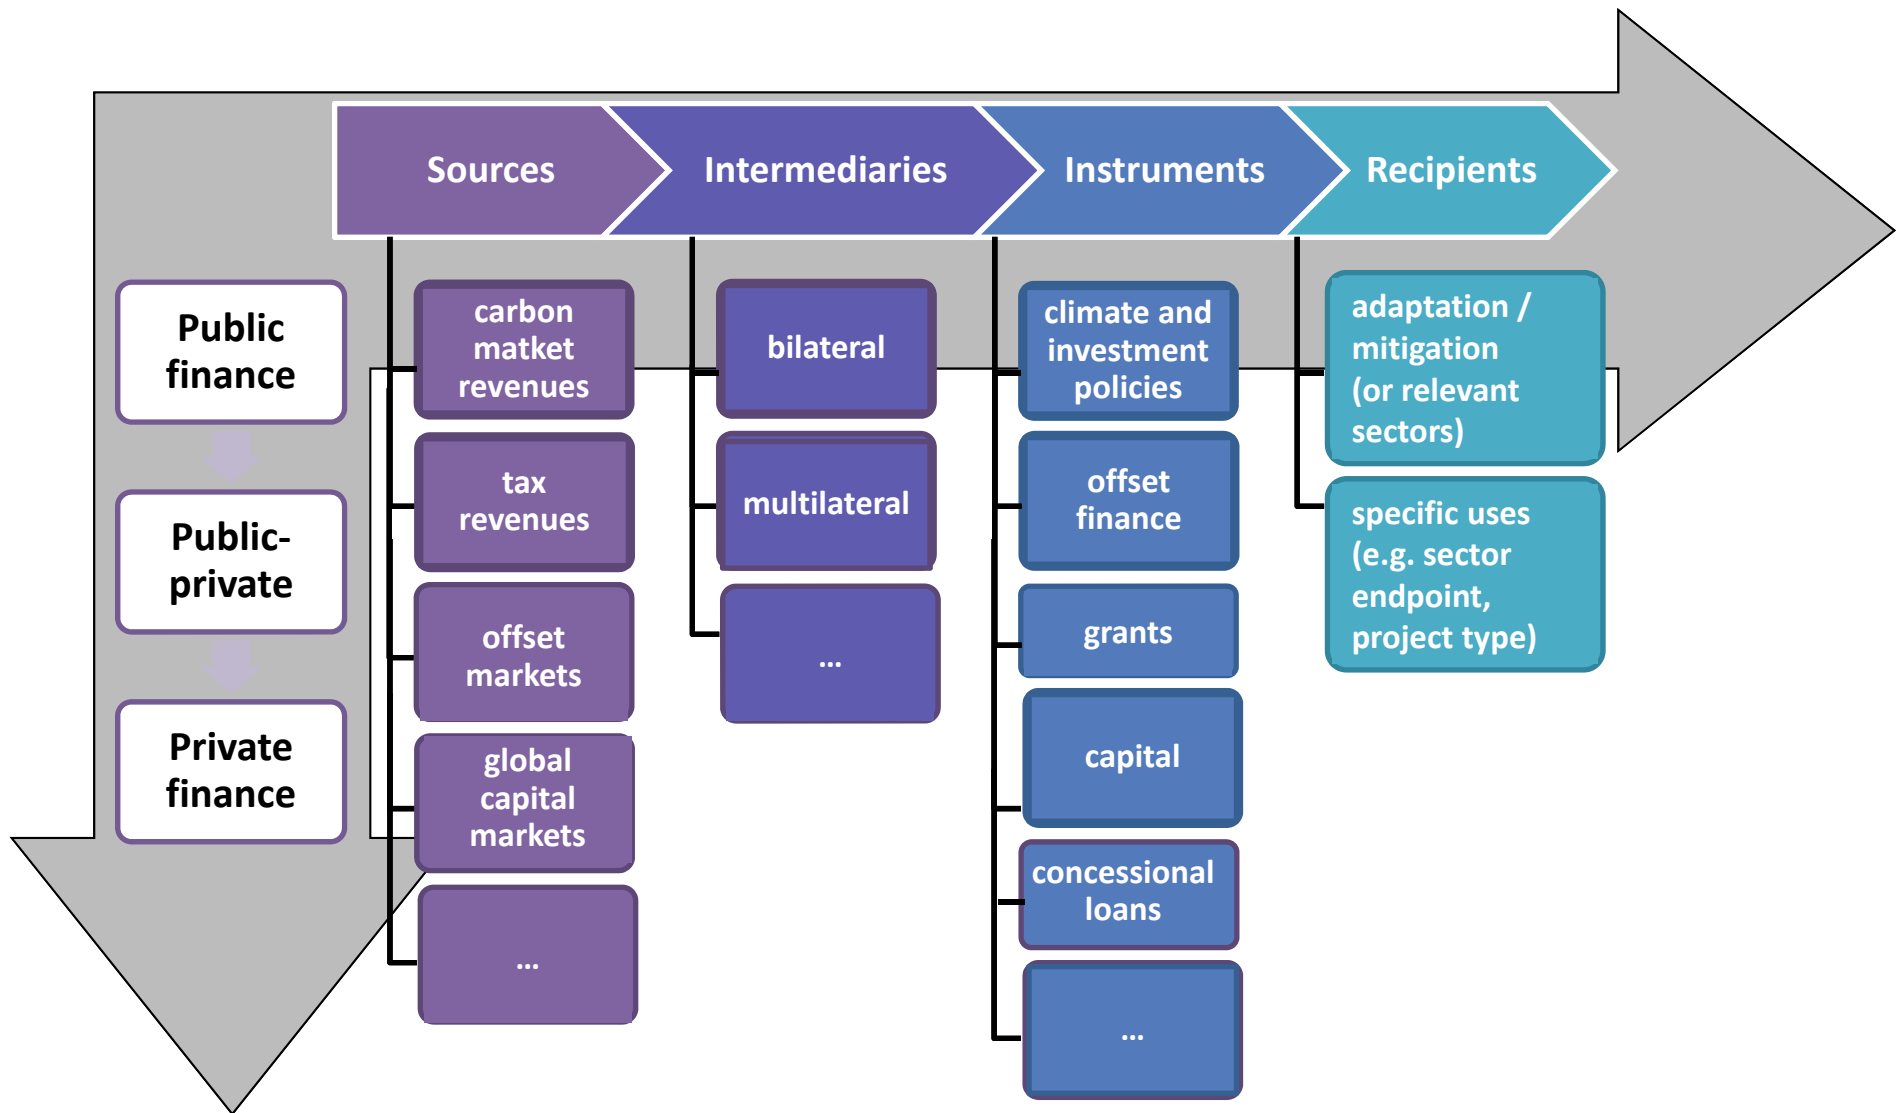 Sources
Intermediaries
Instruments
Recipients
Public
finance
Public-
private
Private
finance
carbon
matket
revenues
tax
revenues
offset
markets
global
capital
markets
...
bilateral
multilateral
...
climate and
investment
policies
offset
finance
grants
capital
concessional
loans
...
adaptation /
mitigation
(or relevant
sectors)
specific uses
(e.g. sector
endpoint,
project type)